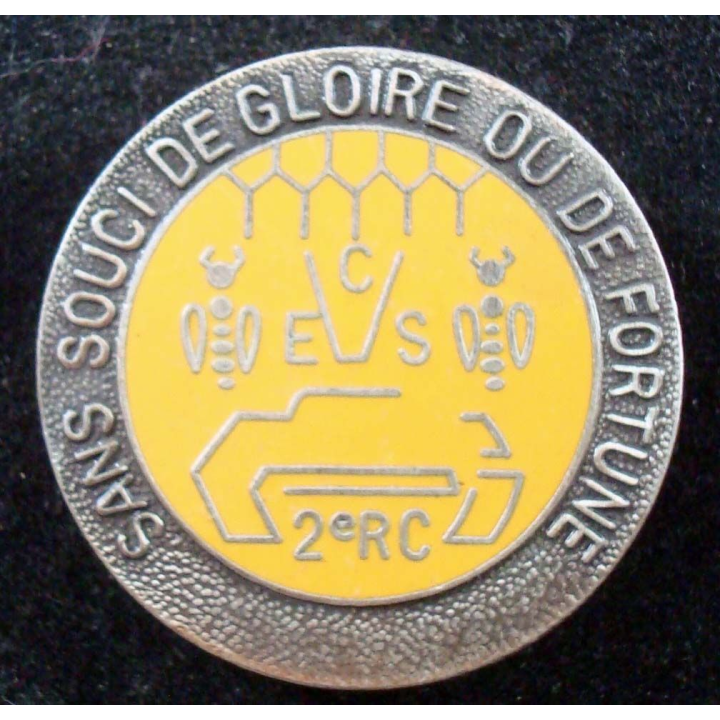 SANS SOUCI DE GLOIRE OU DE FORTUNE
C
E V S
2eRC